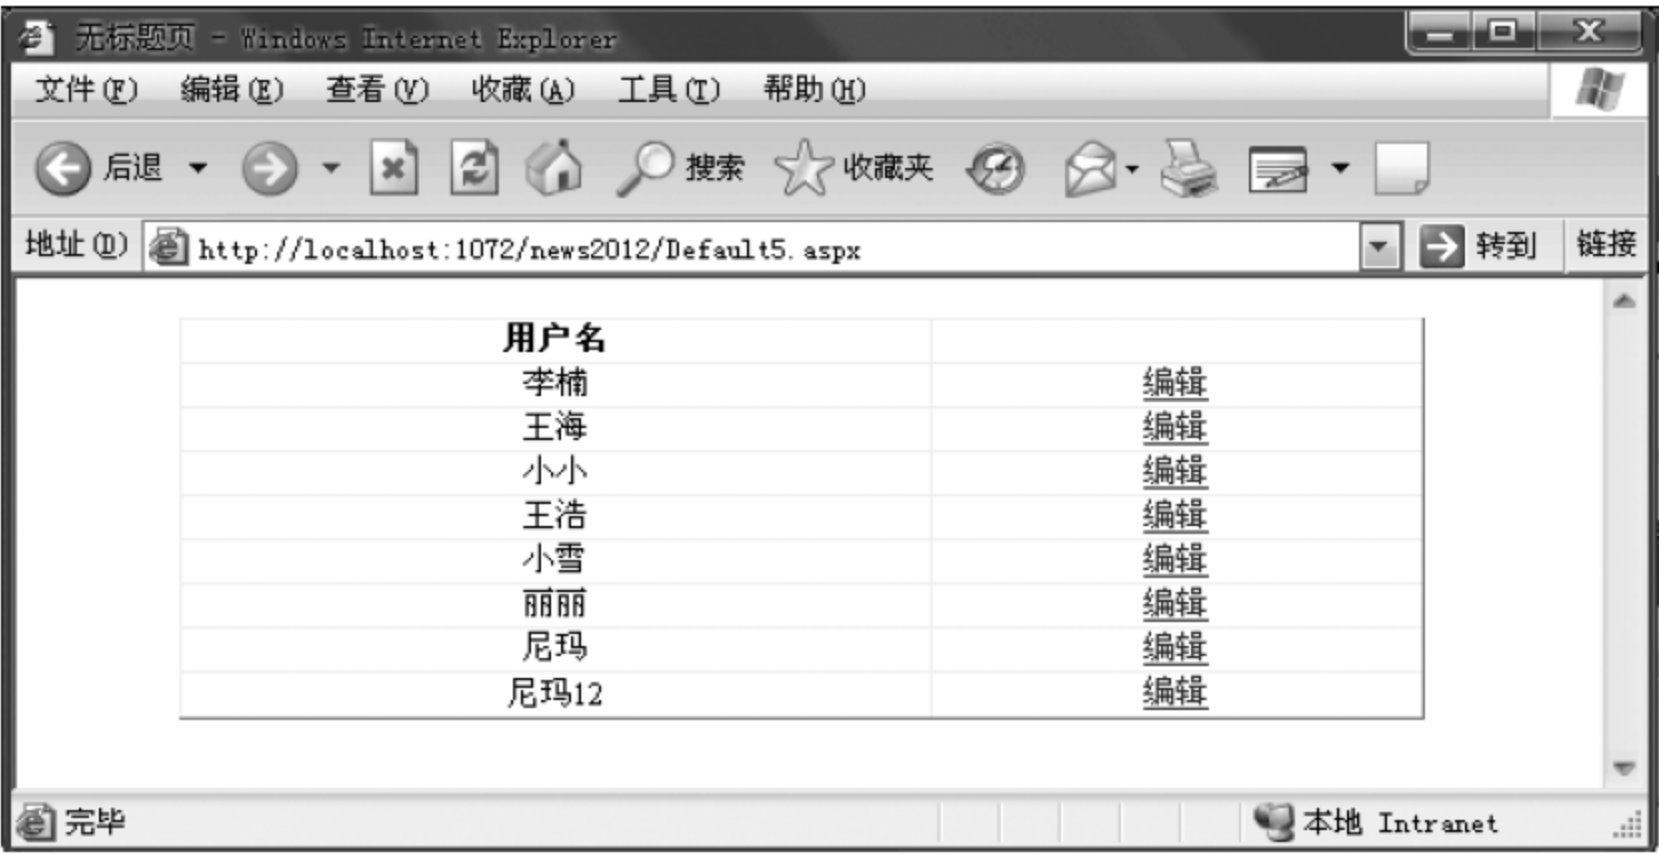 无标题页 - Windows Internet Explorer
文件(F) 编辑(E) 查看(V) 收藏(A) 工具(T) 帮助(H)
后退 搜索 收藏夹
地址(D) http://localhost:1072/news2012/Default5.aspx 转到 链接
用户名
李楠 编辑
王海 编辑
小小 编辑
王浩 编辑
小雪 编辑
丽丽 编辑
尼玛 编辑
尼玛12 编辑
完毕 本地 Intranet